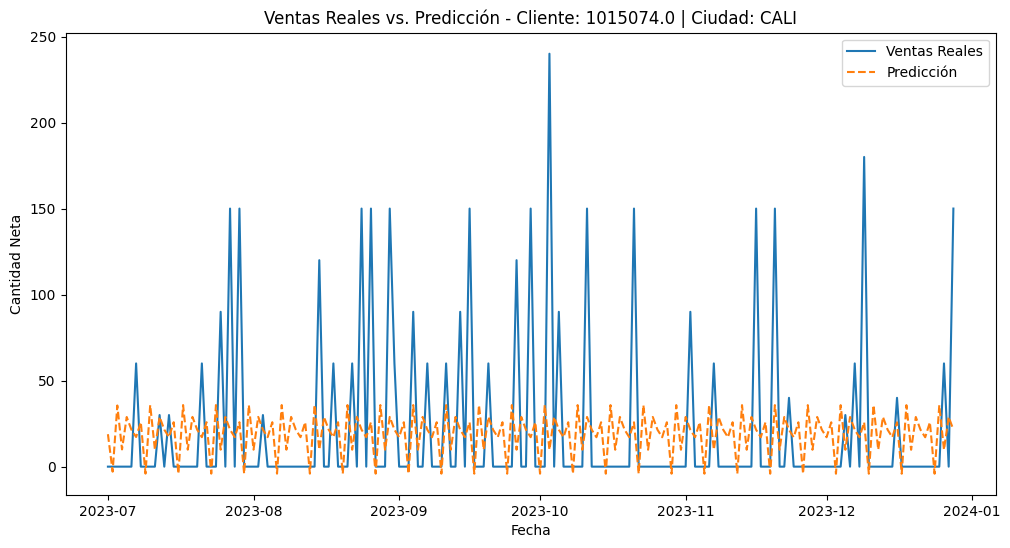 Ventas Reales vs. Predicción - Cliente: 1015074.0 | Ciudad: CALI
Ventas Reales
Predicción
Cantidad Neta
250
200
150
100
50
0
2023-07
2023-08
2023-09
2023-10
2023-11
2023-12
2024-01
Fecha